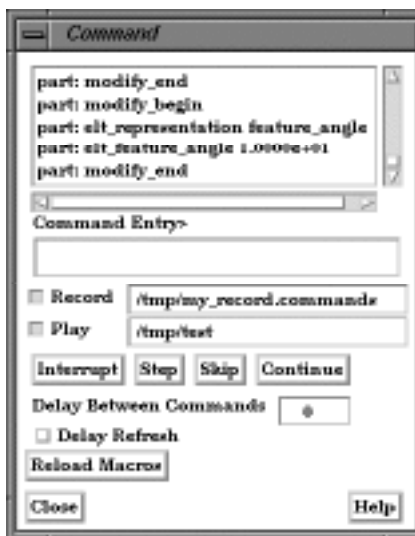 Command
part: modify_end
part: modify_begin
part: elt_representation feature_angle
part: elt_feature_angle 1.0000e+01
part: modify_end
Command Entry>
Record /tmp/my_record.commands
Play /tmp/test
Interrupt Step Skip Continue
Delay Between Commands 0
Delay Refresh
Reload Macros
Close Help